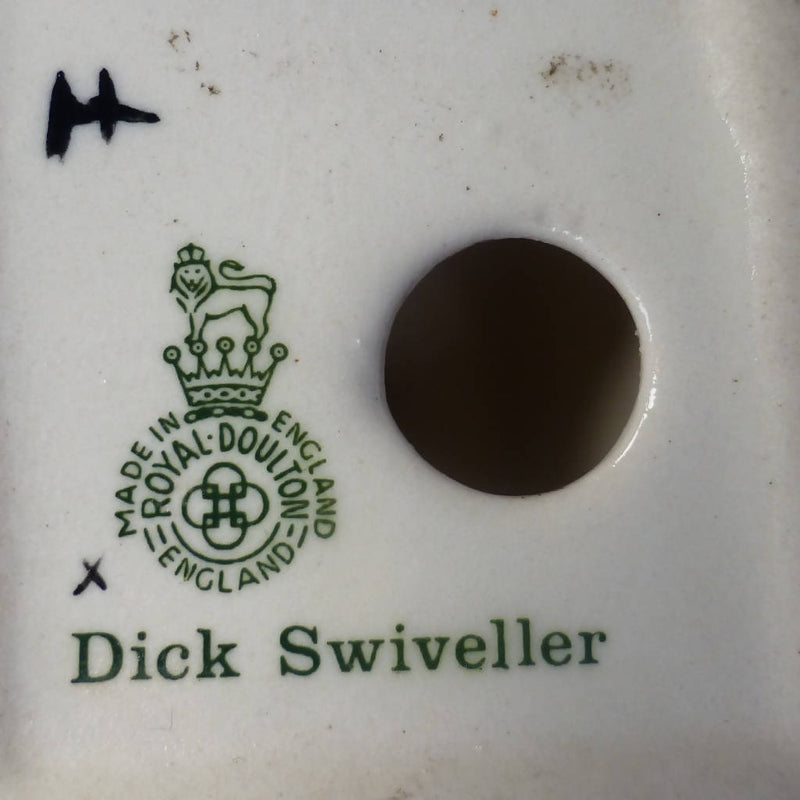 H
MADE IN ENGLAND
ROYAL·DOULTON
ENGLAND
X
Dick Swiveller